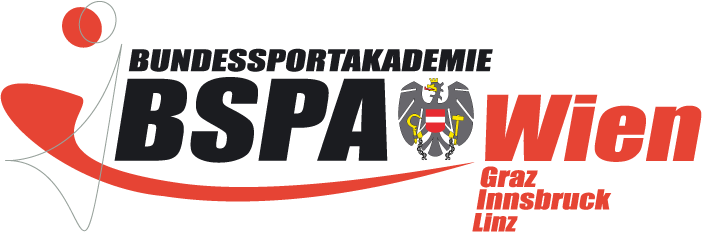 BUNDESSPORTAKADEMIE
BSPA Wien
Graz
Innsbruck
Linz